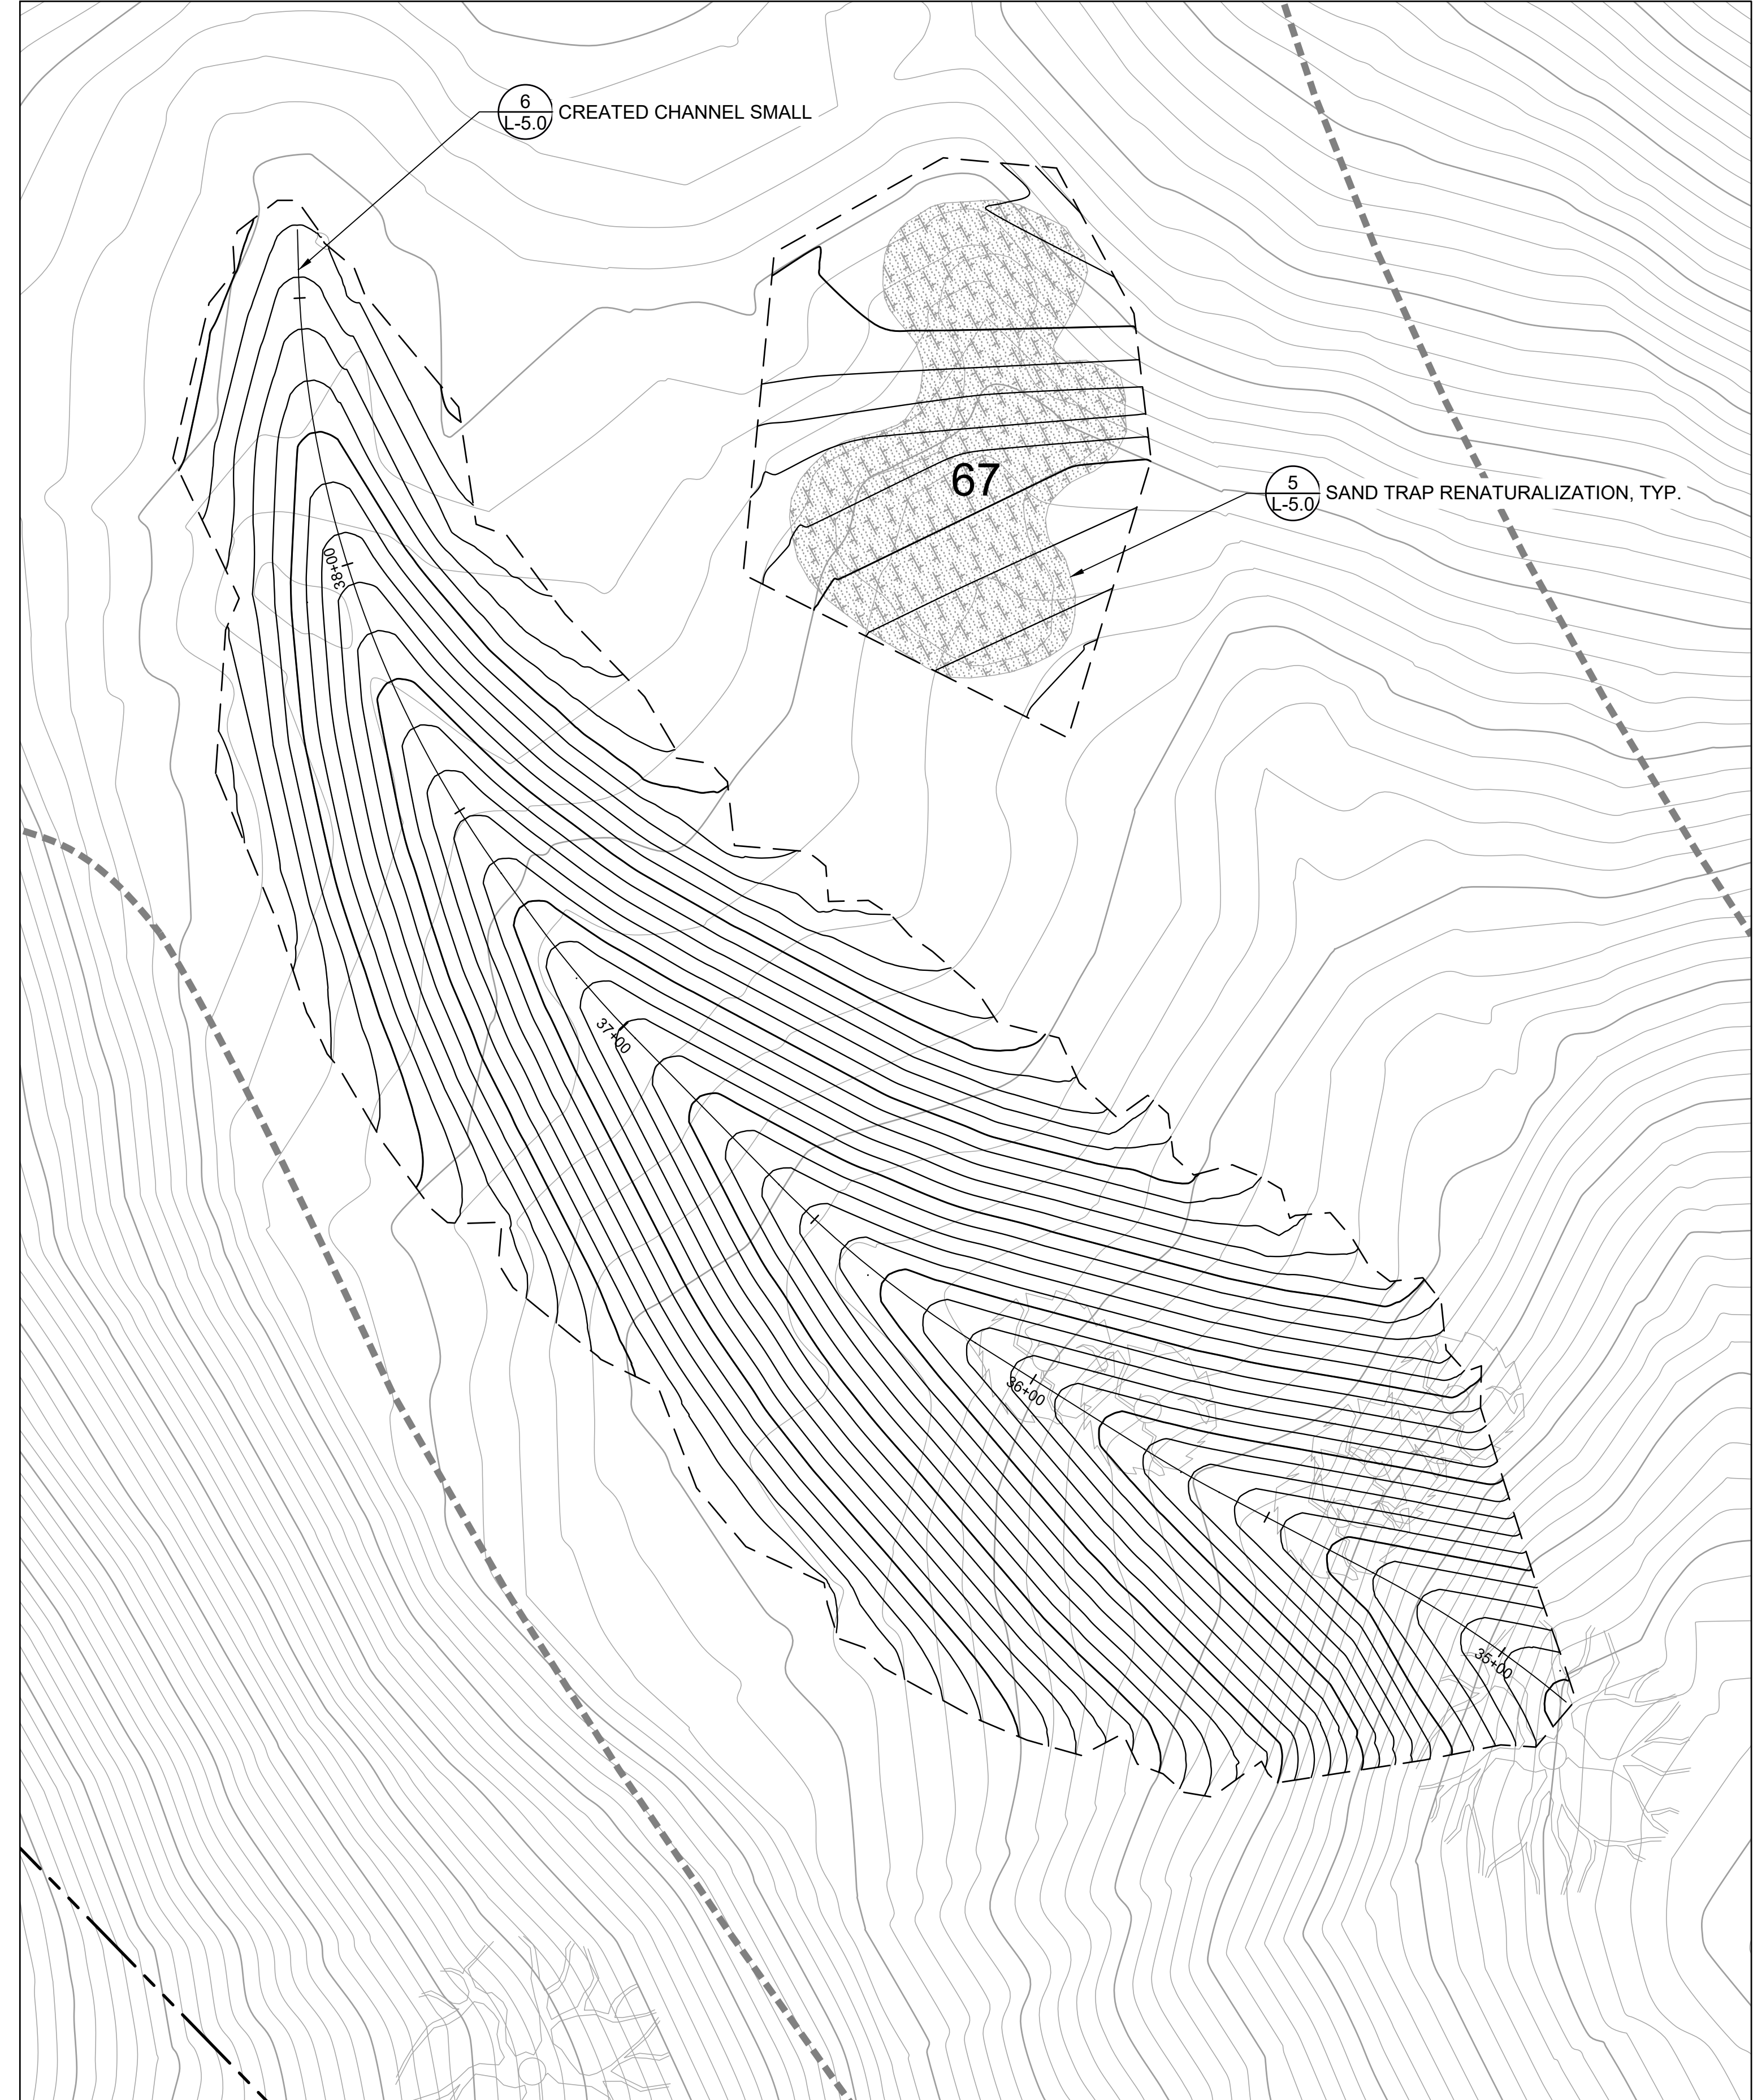 6
L-5.0
CREATED CHANNEL SMALL
67
5
L-5.0
SAND TRAP RENATURALIZATION, TYP.
38+00
37+00
36+00
35+00